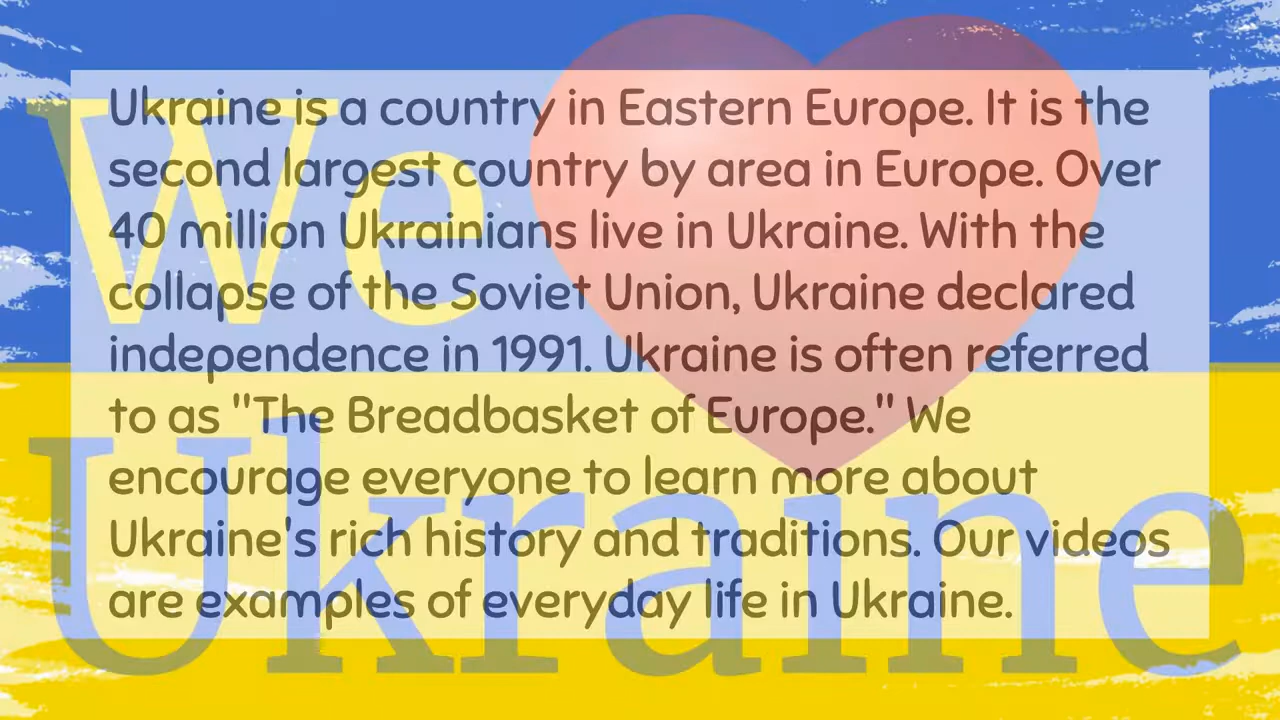 We
Ukraine
Ukraine is a country in Eastern Europe. It is the
second largest country by area in Europe. Over
40 million Ukrainians live in Ukraine. With the
collapse of the Soviet Union, Ukraine declared
independence in 1991. Ukraine is often referred
to as "The Breadbasket of Europe." We
encourage everyone to learn more about
Ukraine's rich history and traditions. Our videos
are examples of everyday life in Ukraine.